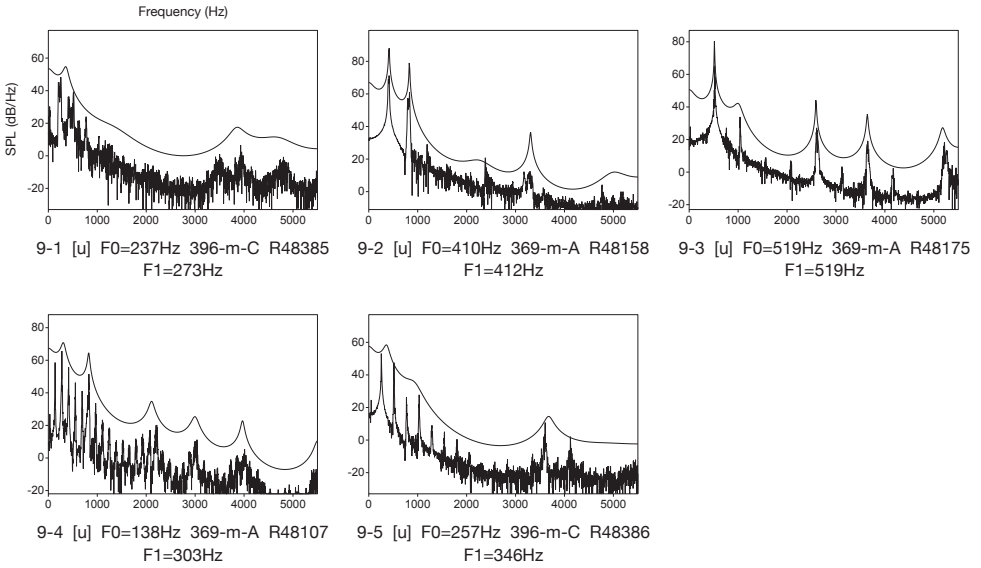 Frequency (Hz)
SPL (dB/Hz)
60
40
20
0
-20
0 1000 2000 3000 4000 5000
80
60
40
20
0
0 1000 2000 3000 4000 5000
80
60
40
20
0
-20
0 1000 2000 3000 4000 5000
9-1 [u] F0=237Hz 396-m-C R48385
F1=273Hz
9-2 [u] F0=410Hz 369-m-A R48158
F1=412Hz
9-3 [u] F0=519Hz 369-m-A R48175
F1=519Hz
80
60
40
20
0
-20
0 1000 2000 3000 4000 5000
60
40
20
0
-20
0 1000 2000 3000 4000 5000
9-4 [u] F0=138Hz 369-m-A R48107
F1=303Hz
9-5 [u] F0=257Hz 396-m-C R48386
F1=346Hz